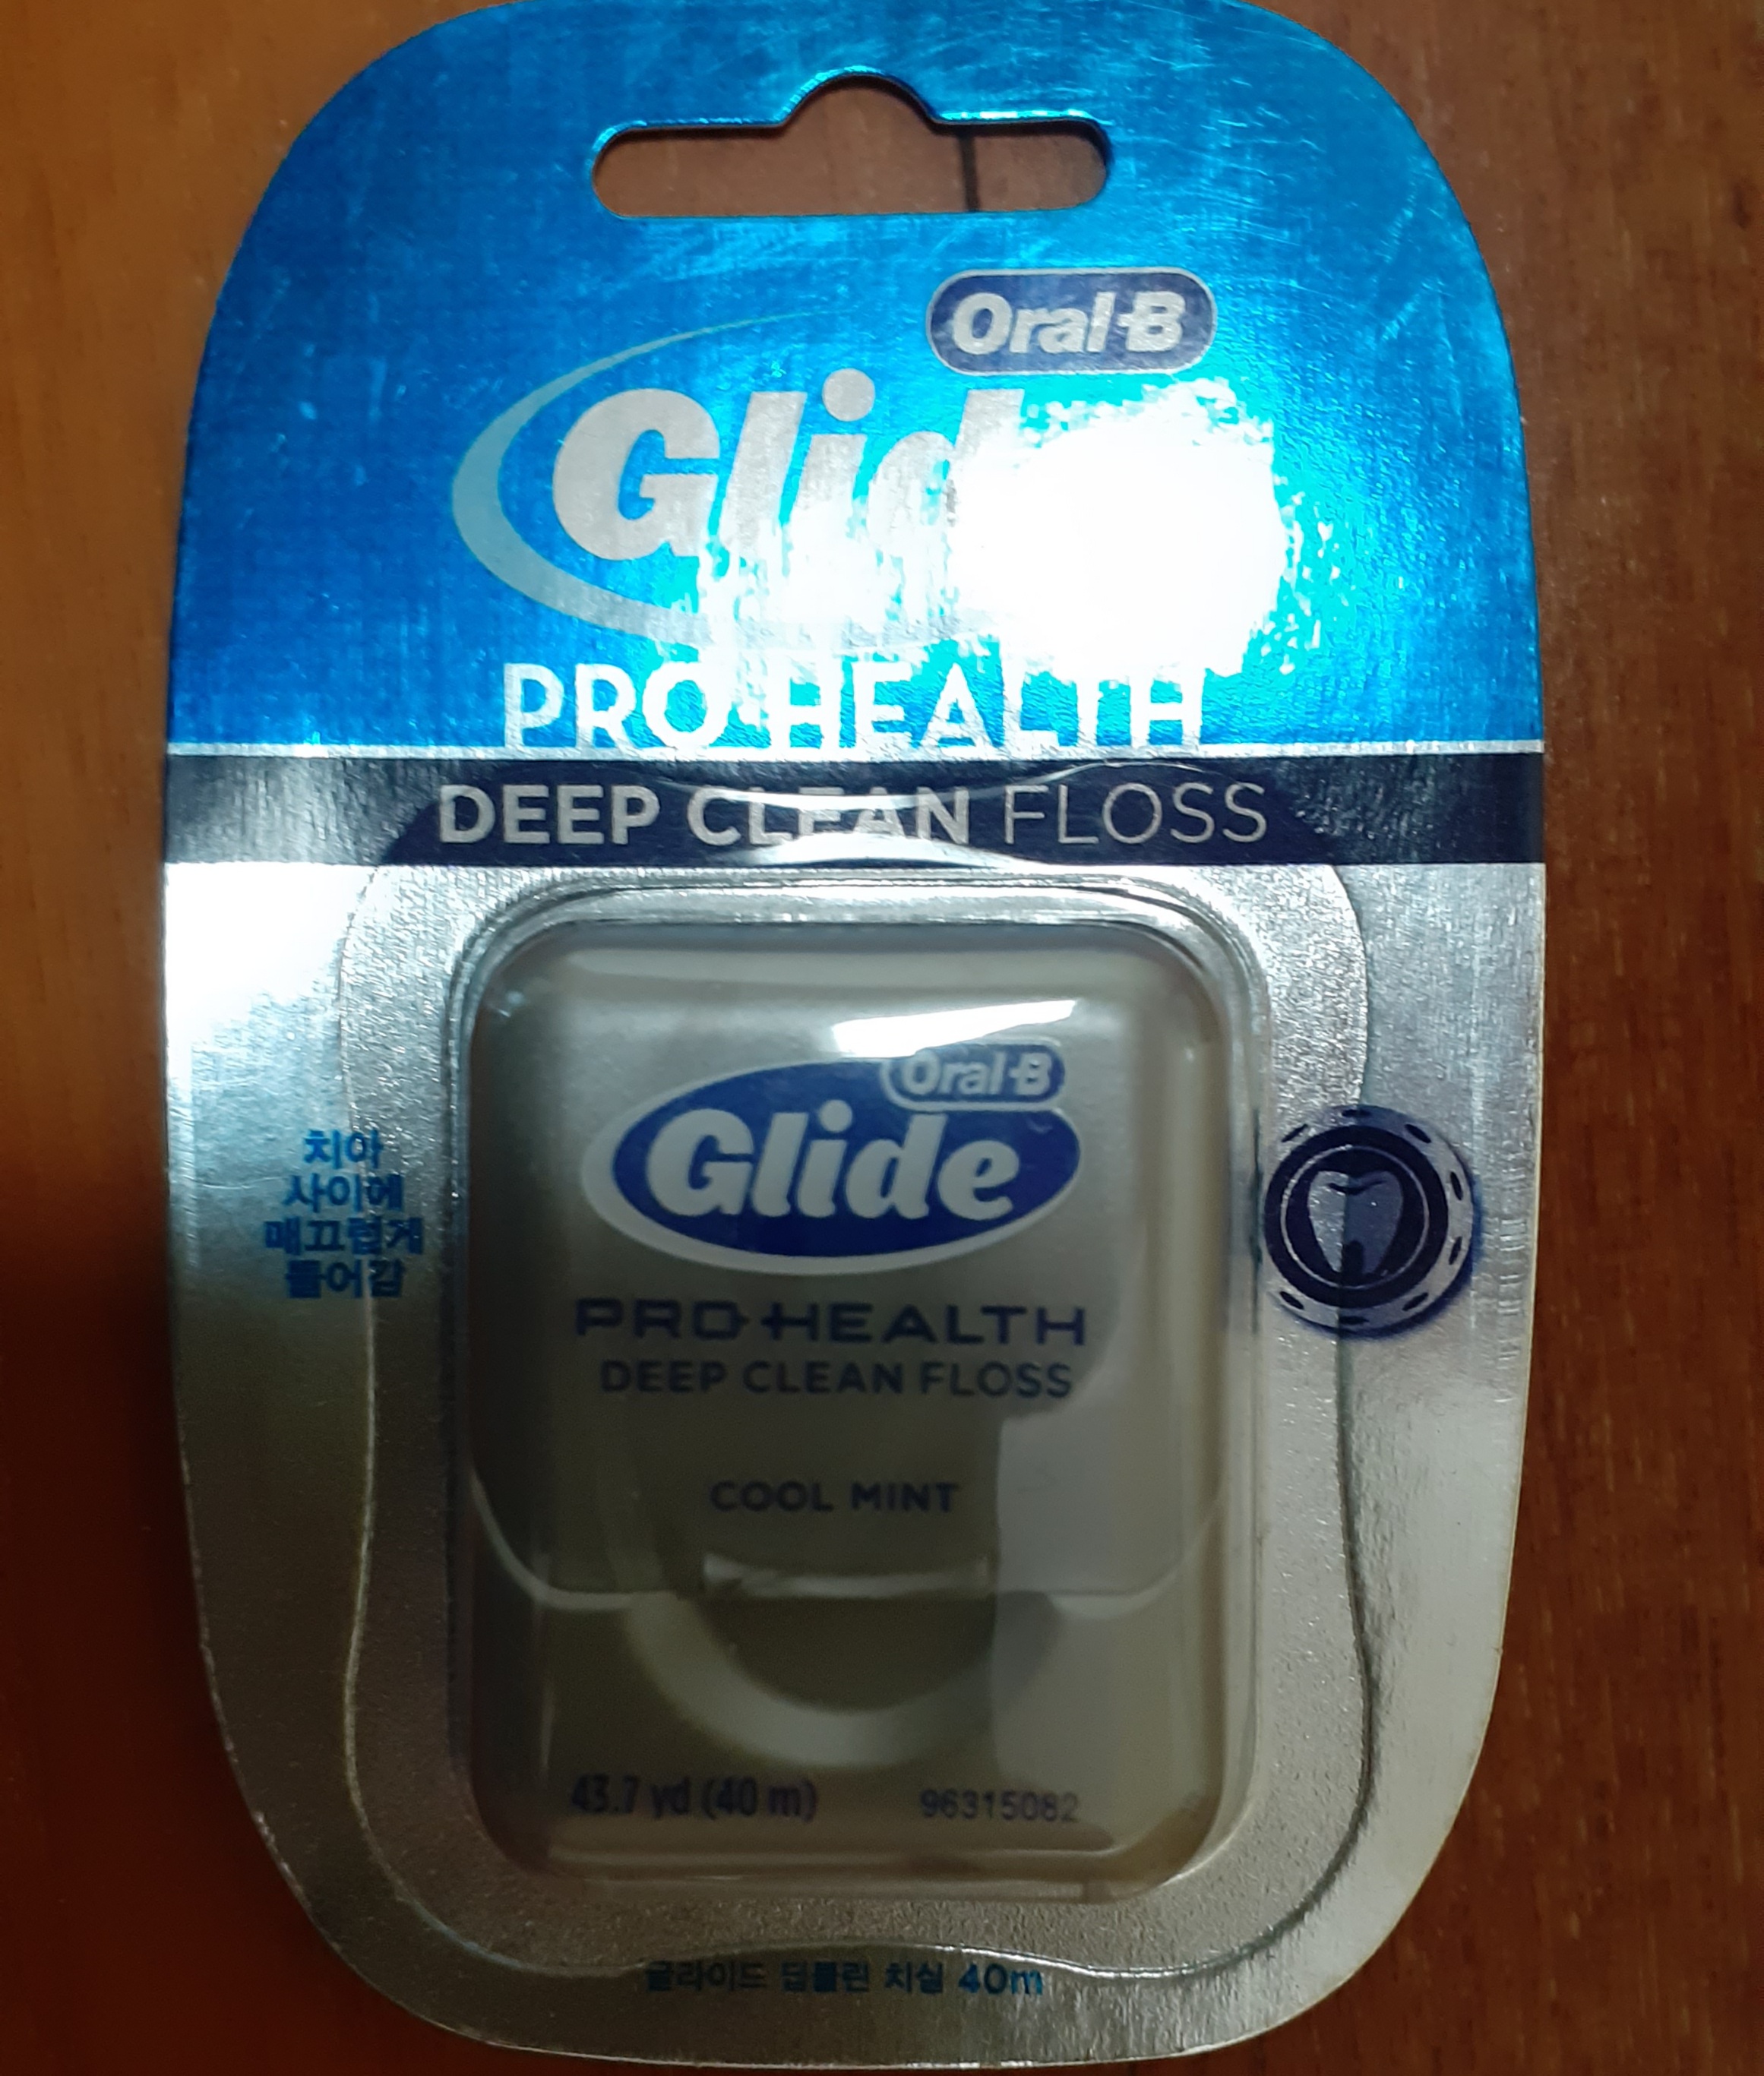 Oral-B
Glide
PRO-HEALTH
DEEP CLEAN FLOSS
Oral-B
Glide
PRO-HEALTH
DEEP CLEAN FLOSS
COOL MINT
치아
사이에
매끄럽게
들어감
43.7 yd (40 m) 96315082
글라이드 딥클린 치실 40m